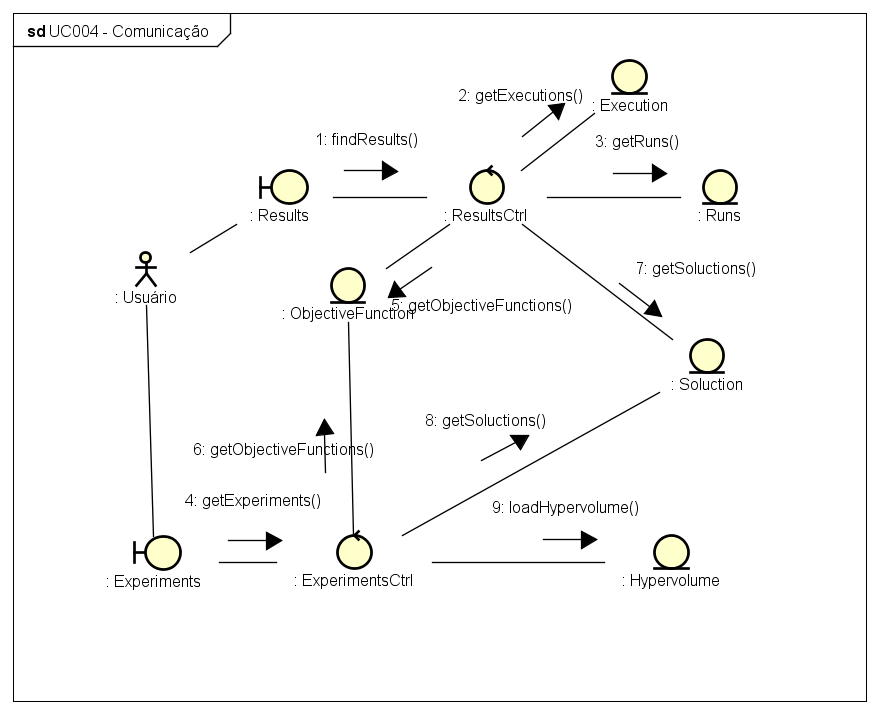 sd UC004 - Comunicação
2: getExecutions()
: Execution
1: findResults()
3: getRuns()
: Results
: ResultsCtrl
: Runs
7: getSoluctions()
: Usuário
5: getObjectiveFunctions()
: ObjectiveFunction
: Soluction
8: getSoluctions()
6: getObjectiveFunctions()
4: getExperiments()
9: loadHypervolume()
: Experiments
: ExperimentsCtrl
: Hypervolume